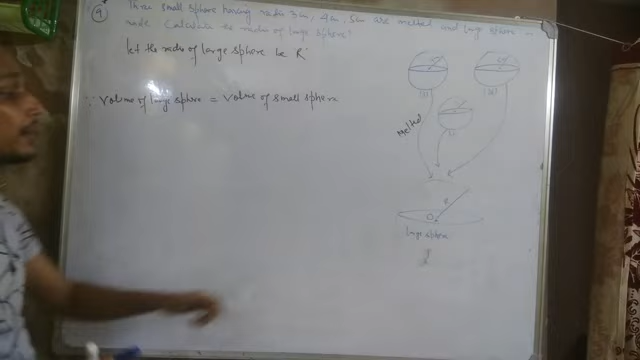 Three small sphere having radii 3cm, 4cm, 5cm are melted and large sphere
made Calculate the radius of large sphere?
let the radius of large sphere be R.
∵ volume of large sphere = volume of small sphere
Melted
R
large sphere